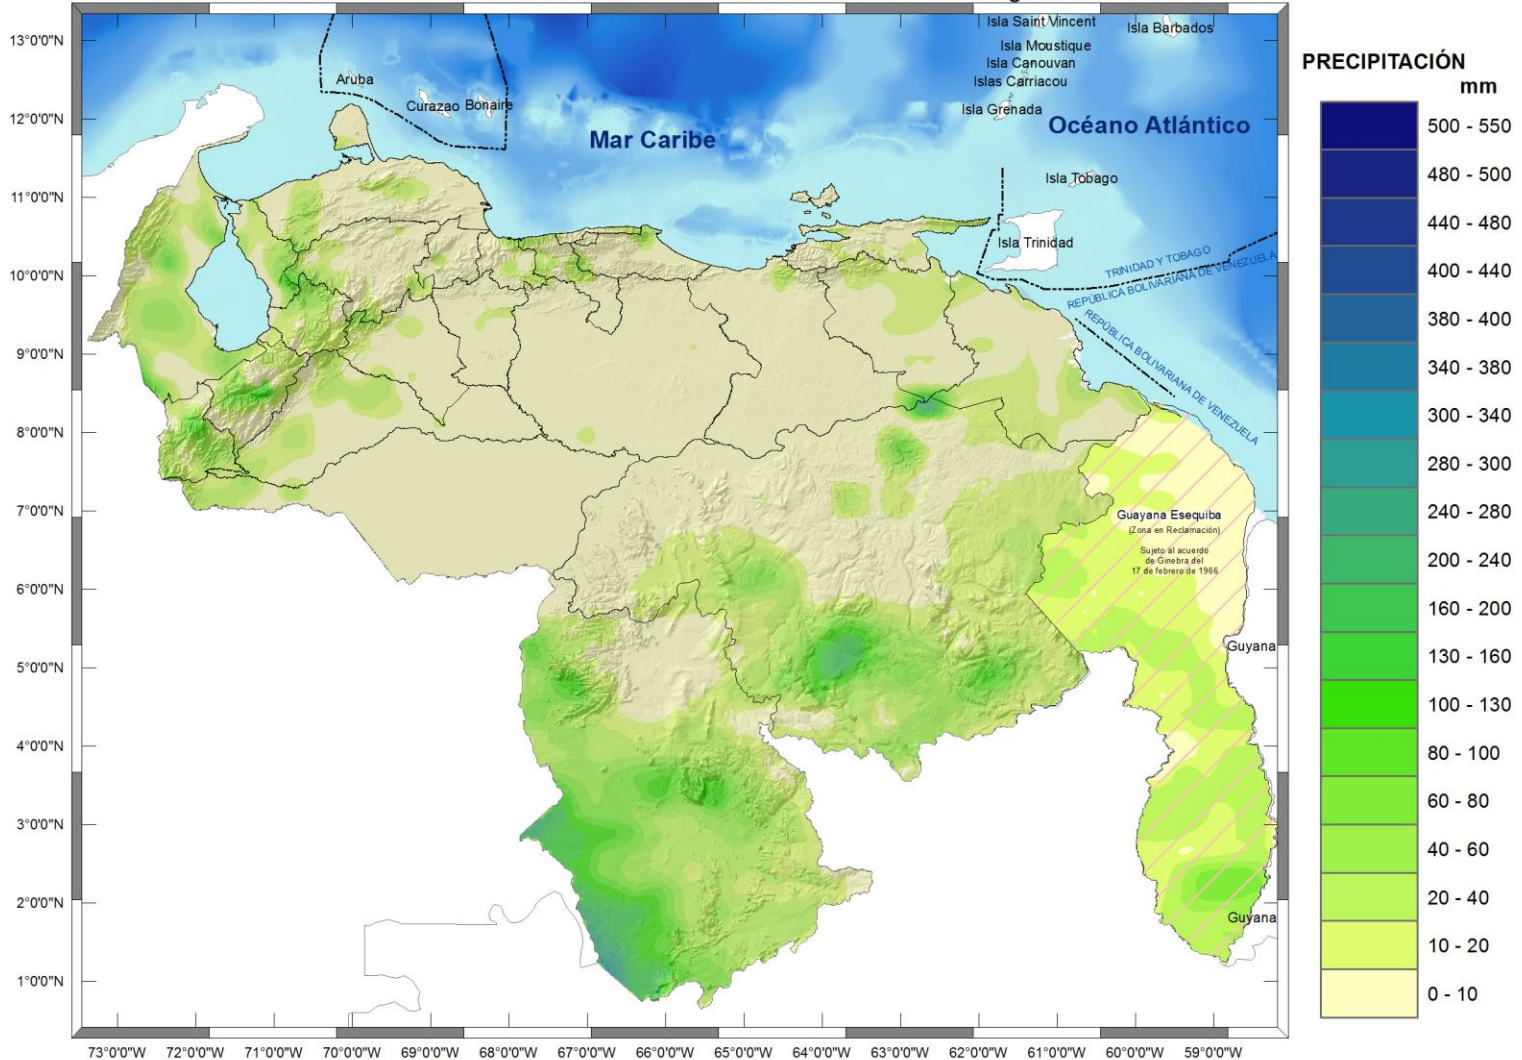 Isla Saint Vincent
Isla Barbados
Isla Moustique
Isla Canouvan
Islas Carriacou
Isla Grenada
Aruba
Curazao
Bonaire
Mar Caribe
Océano Atlántico
Isla Tobago
Isla Trinidad
TRINIDAD Y TOBAGO
REPÚBLICA BOLIVARIANA DE VENEZUELA
REPÚBLICA BOLIVARIANA DE VENEZUELA
Guayana Esequiba
(Zona en Reclamación)
Sujeto al acuerdo
de Ginebra del
17 de febrero de 1966
Guyana
Guyana
13°0'0"N
12°0'0"N
11°0'0"N
10°0'0"N
9°0'0"N
8°0'0"N
7°0'0"N
6°0'0"N
5°0'0"N
4°0'0"N
3°0'0"N
2°0'0"N
1°0'0"N
73°0'0"W
72°0'0"W
71°0'0"W
70°0'0"W
69°0'0"W
68°0'0"W
67°0'0"W
66°0'0"W
65°0'0"W
64°0'0"W
63°0'0"W
62°0'0"W
61°0'0"W
60°0'0"W
59°0'0"W
PRECIPITACIÓN
mm
500 - 550
480 - 500
440 - 480
400 - 440
380 - 400
340 - 380
300 - 340
280 - 300
240 - 280
200 - 240
160 - 200
130 - 160
100 - 130
80 - 100
60 - 80
40 - 60
20 - 40
10 - 20
0 - 10